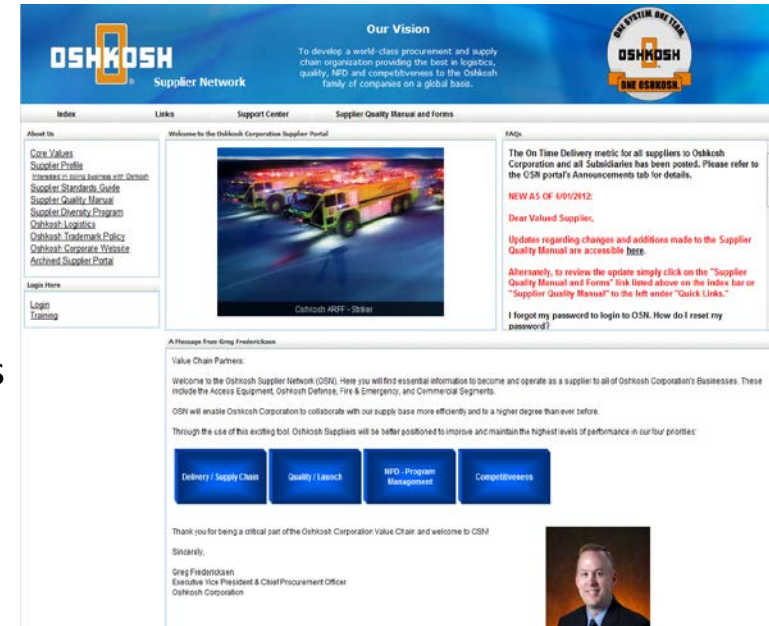 OSHKOSH
Supplier Network
Our Vision
To develop a world-class procurement and supply
chain organization providing the best in logistics,
quality, NPD and competitiveness to the Oshkosh
family of companies on a global basis.
ONE SYSTEM. ONE TEAM.
OSHKOSH
ONE OSHKOSH.
Index
Links
Support Center
Supplier Quality Manual and Forms
About Us
Core Values
Supplier Profile
Interested in doing business with Oshkosh
Supplier Standards Guide
Supplier Quality Manual
Supplier Diversity Program
Oshkosh Logistics
Oshkosh Trademark Policy
Oshkosh Corporate Website
Archived Supplier Portal
Login Here
Login
Training
s
Welcome to the Oshkosh Corporation Supplier Portal
Oshkosh ARFF - Striker
FAQs
The On Time Delivery metric for all suppliers to Oshkosh
Corporation and all Subsidiaries has been posted. Please refer to
the OSN portal's Announcements tab for details.
NEW AS OF 6/01/2012:
Dear Valued Supplier,
Updates regarding changes and additions made to the Supplier
Quality Manual are accessible here.
Alternately, to review the update simply click on the "Supplier
Quality Manual and Forms" link listed above on the index bar or
"Supplier Quality Manual" to the left under "Quick Links."
I forgot my password to login to OSN. How do I reset my
password?
A Message from Greg Fredericksen
Value Chain Partners:
Welcome to the Oshkosh Supplier Network (OSN). Here you will find essential information to become and operate as a supplier to all of Oshkosh Corporation's Businesses. These
include the Access Equipment, Oshkosh Defense, Fire & Emergency, and Commercial Segments.
OSN will enable Oshkosh Corporation to collaborate with our supply base more efficiently and to a higher degree than ever before.
Through the use of this exciting tool, Oshkosh Suppliers will be better positioned to improve and maintain the highest levels of performance in our four priorities:
Delivery / Supply Chain
Quality / Launch
NPD - Program
Management
Competitiveness
Thank you for being a critical part of the Oshkosh Corporation Value Chain and welcome to OSN!
Sincerely,
Greg Fredericksen
Executive Vice President & Chief Procurement Officer
Oshkosh Corporation